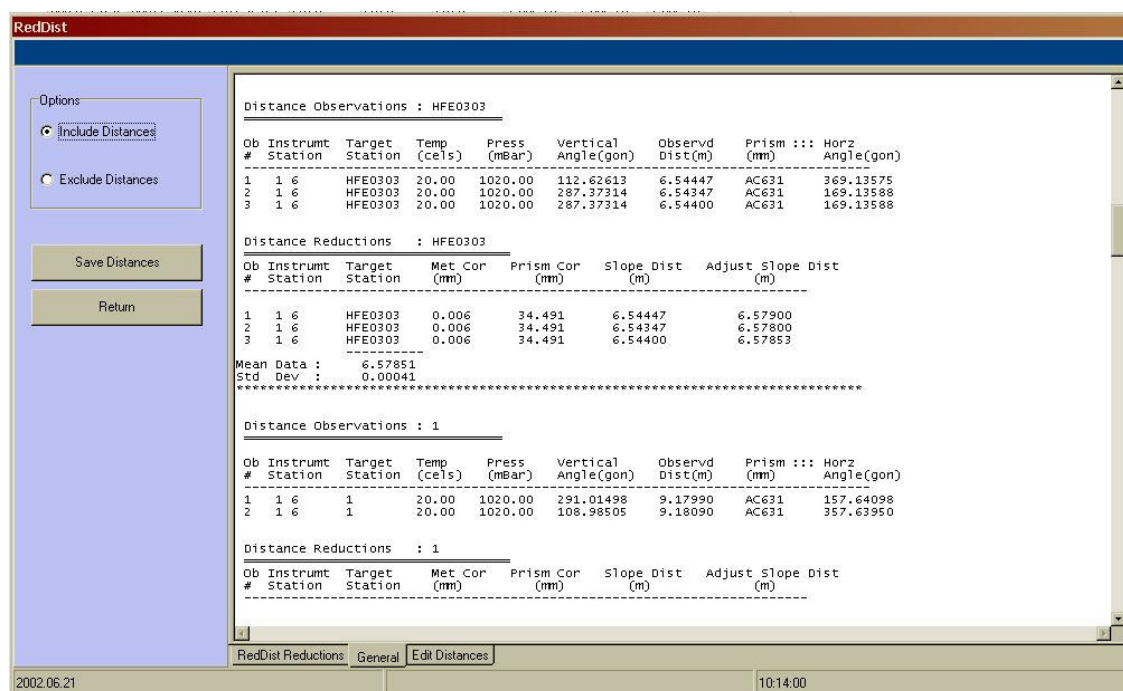 RedDist
Options
Include Distances
Exclude Distances
Save Distances
Return
Distance Observations : HFE0303
Ob Instrumt Target Temp Press Vertical Observd Prism ::: Horz
# Station Station (cels) (mBar) Angle(gon) Dist(m) (mm) Angle(gon)
1 1 6 HFE0303 20.00 1020.00 112.62613 6.54447 AC631 369.13575
2 1 6 HFE0303 20.00 1020.00 287.37314 6.54347 AC631 169.13588
3 1 6 HFE0303 20.00 1020.00 287.37314 6.54400 AC631 169.13588
Distance Reductions : HFE0303
Ob Instrumt Target Met Cor Prism Cor Slope Dist Adjust Slope Dist
# Station Station (mm) (mm) (m) (m)
1 1 6 HFE0303 0.006 34.491 6.54447 6.57900
2 1 6 HFE0303 0.006 34.491 6.54347 6.57800
3 1 6 HFE0303 0.006 34.491 6.54400 6.57853
Mean Data : 6.57851
Std Dev : 0.00041
Distance Observations : 1
Ob Instrumt Target Temp Press Vertical Observd Prism ::: Horz
# Station Station (cels) (mBar) Angle(gon) Dist(m) (mm) Angle(gon)
1 1 6 1 20.00 1020.00 291.01498 9.17990 AC631 157.64098
2 1 6 1 20.00 1020.00 108.98505 9.18090 AC631 357.63950
Distance Reductions : 1
Ob Instrumt Target Met Cor Prism Cor Slope Dist Adjust Slope Dist
# Station Station (mm) (mm) (m) (m)
RedDist Reductions General Edit Distances
2002.06.21 10:14:00